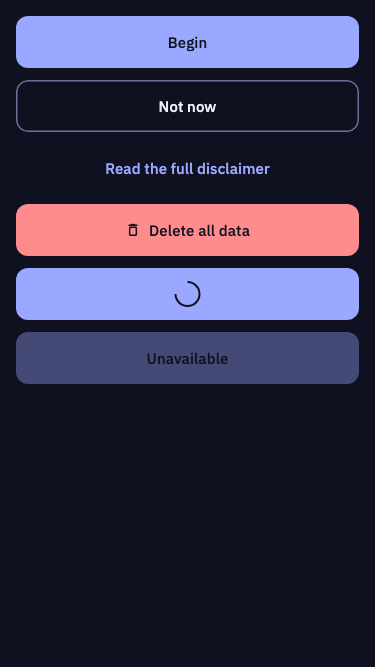 Begin
Not now
Read the full disclaimer
Delete all data
Unavailable